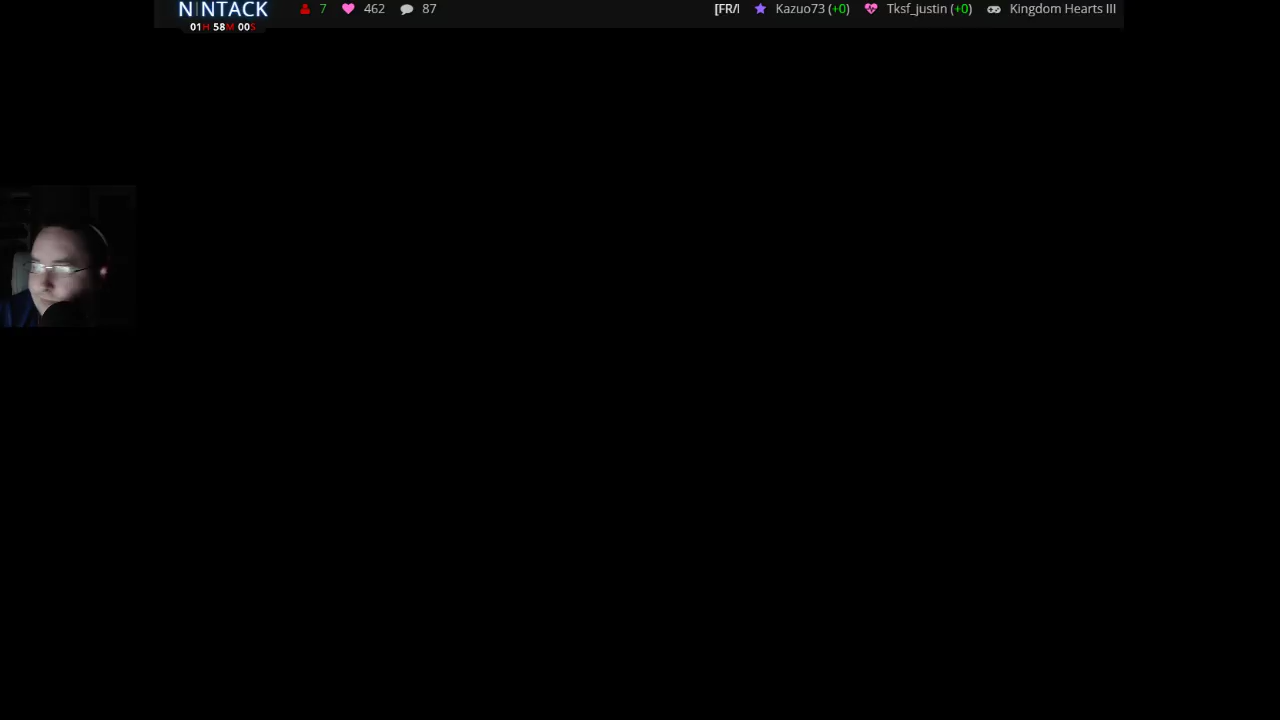 NINTACK 7 462 87 [FR/ Kazuo73 (+0) Tksf_justin (+0) Kingdom Hearts III
01H 58M 00S